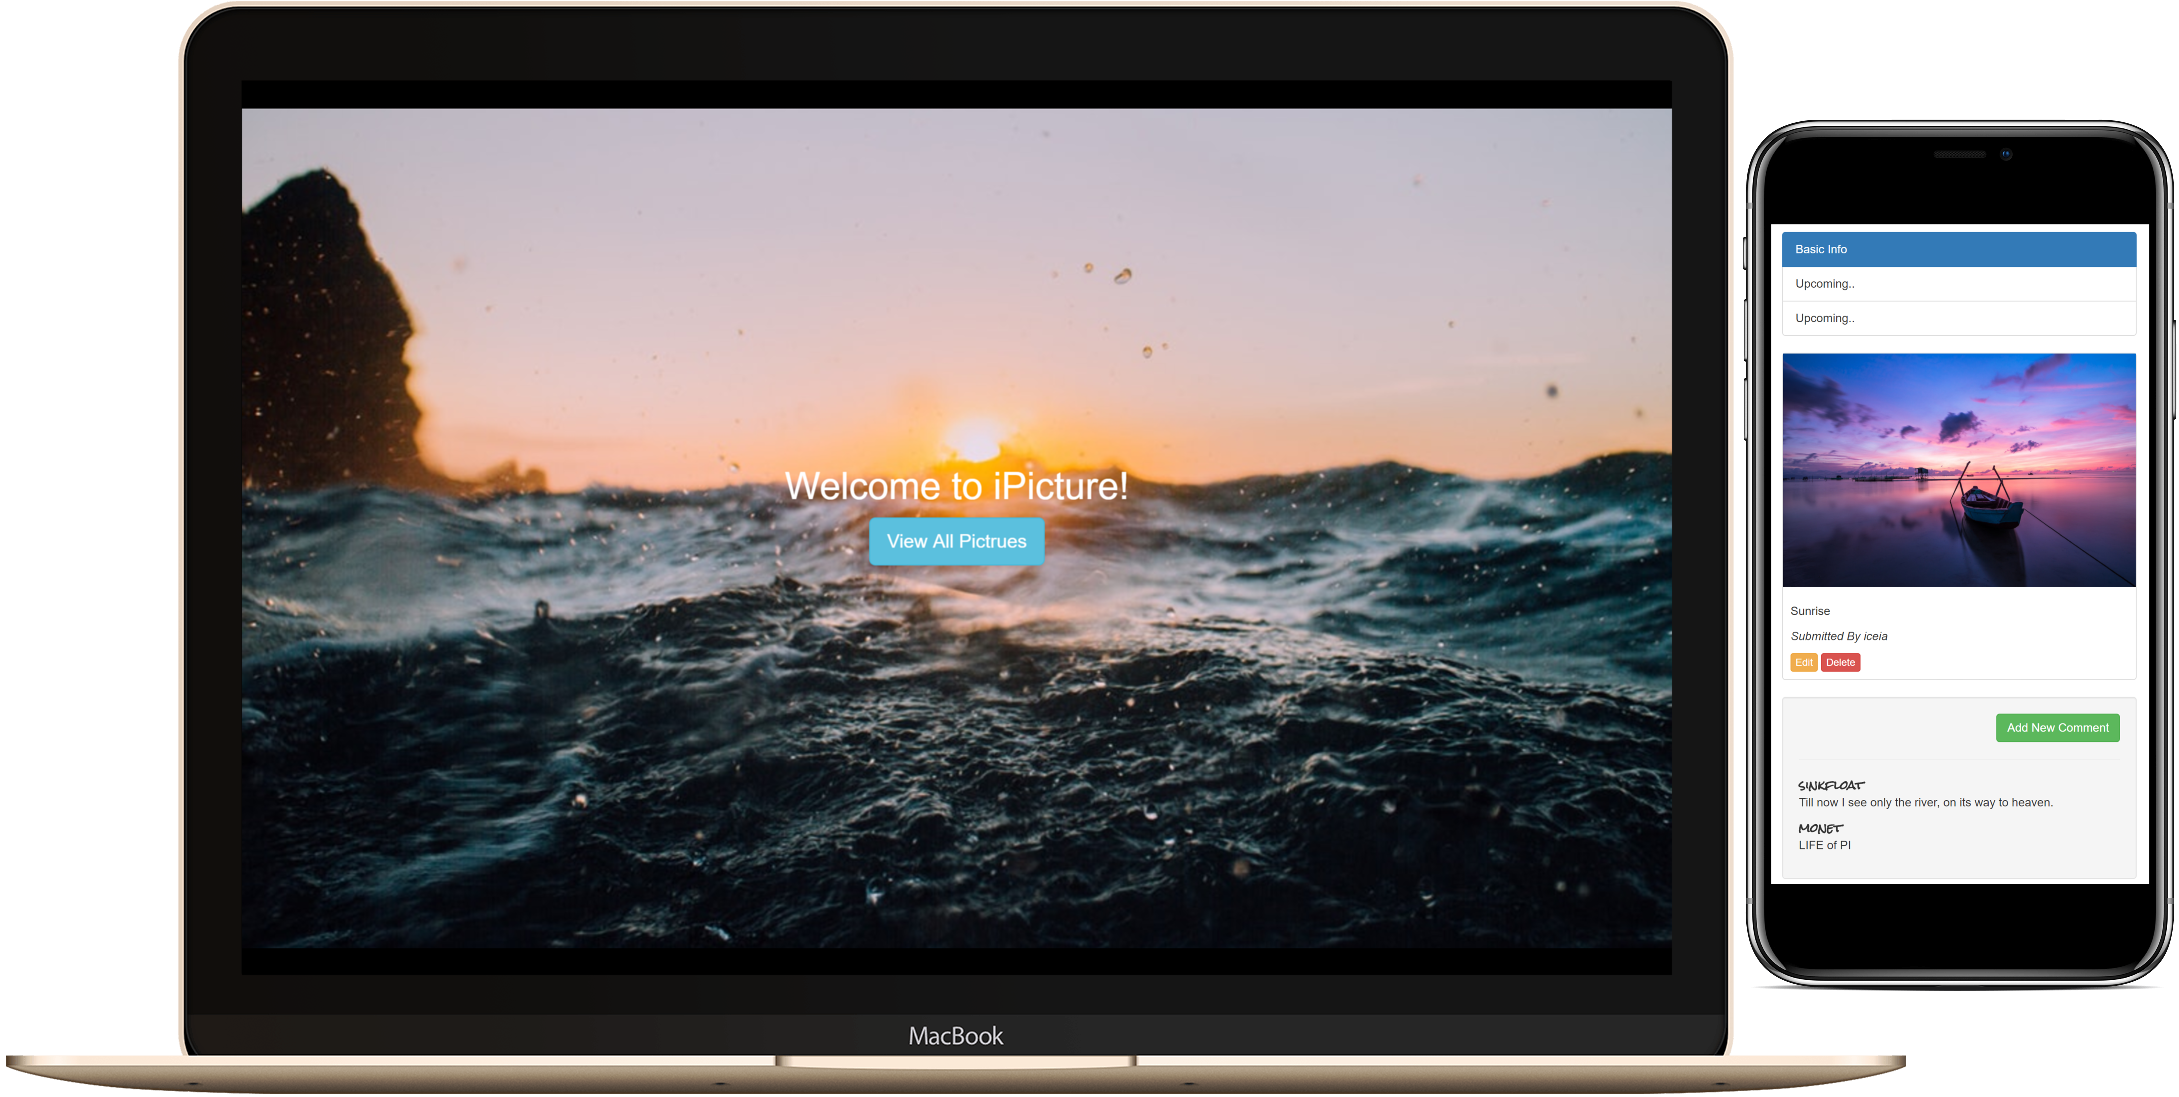 Welcome to iPicture!
View All Pictrues
MacBook
Basic Info
Upcoming..
Upcoming..
Sunrise
Submitted By iceia
Edit Delete
Add New Comment
SINKFLOAT
Till now I see only the river, on its way to heaven.
MONET
LIFE of PI